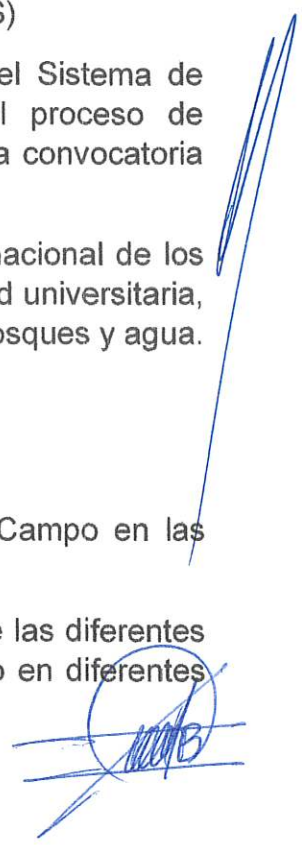 S)
el Sistema de
l proceso de
a convocatoria
nacional de los
d universitaria,
osques y agua.
Campo en las
e las diferentes
o en diferentes